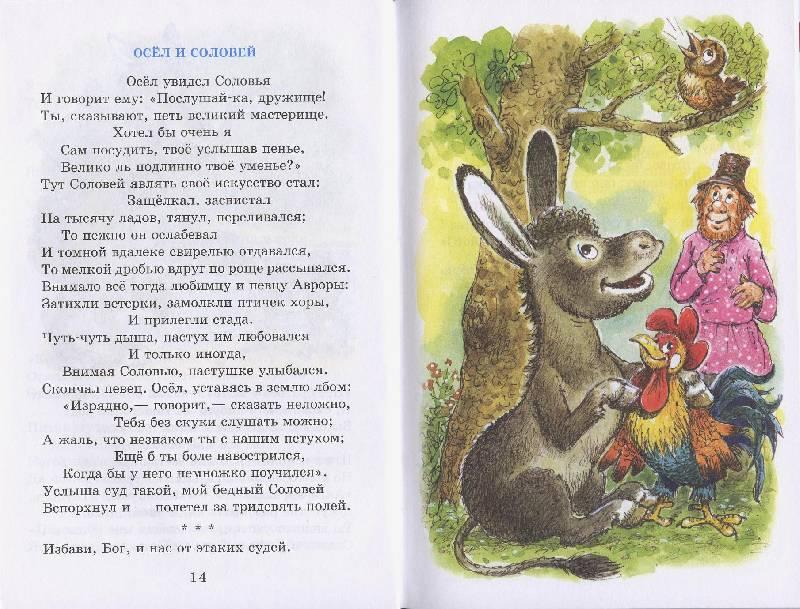 ОСЁЛ И СОЛОВЕЙ
Осёл увидел Соловья
И говорит ему: «Послушай-ка, дружище!
Ты, сказывают, петь великий мастерище.
Хотел бы очень я
Сам посудить, твоё услышав пенье,
Велико ль подлинно твоё уменье?»
Тут Соловей являть своё искусство стал:
Защёлкал, засвистал
На тысячу ладов, тянул, переливался;
То нежно он ослабевал
И томной вдалеке свирелью отдавался,
То мелкой дробью вдруг по роще рассыпался.
Внимало всё тогда любимцу и певцу Авроры:
Затихли ветерки, замолкли птичек хоры,
И прилегли стада.
Чуть-чуть дыша, пастух им любовался
И только иногда,
Внимая Соловью, пастушке улыбался.
Скончал певец. Осёл, уставясь в землю лбом:
«Изрядно,— говорит,— сказать неложно,
Тебя без скуки слушать можно;
А жаль, что незнаком ты с нашим петухом;
Ещё б ты боле навострился,
Когда бы у него немножко поучился».
Услыша суд такой, мой бедный Соловей
Вспорхнул и — полетел за тридевять полей.
* * *
Избави, Бог, и нас от этаких судей.
14